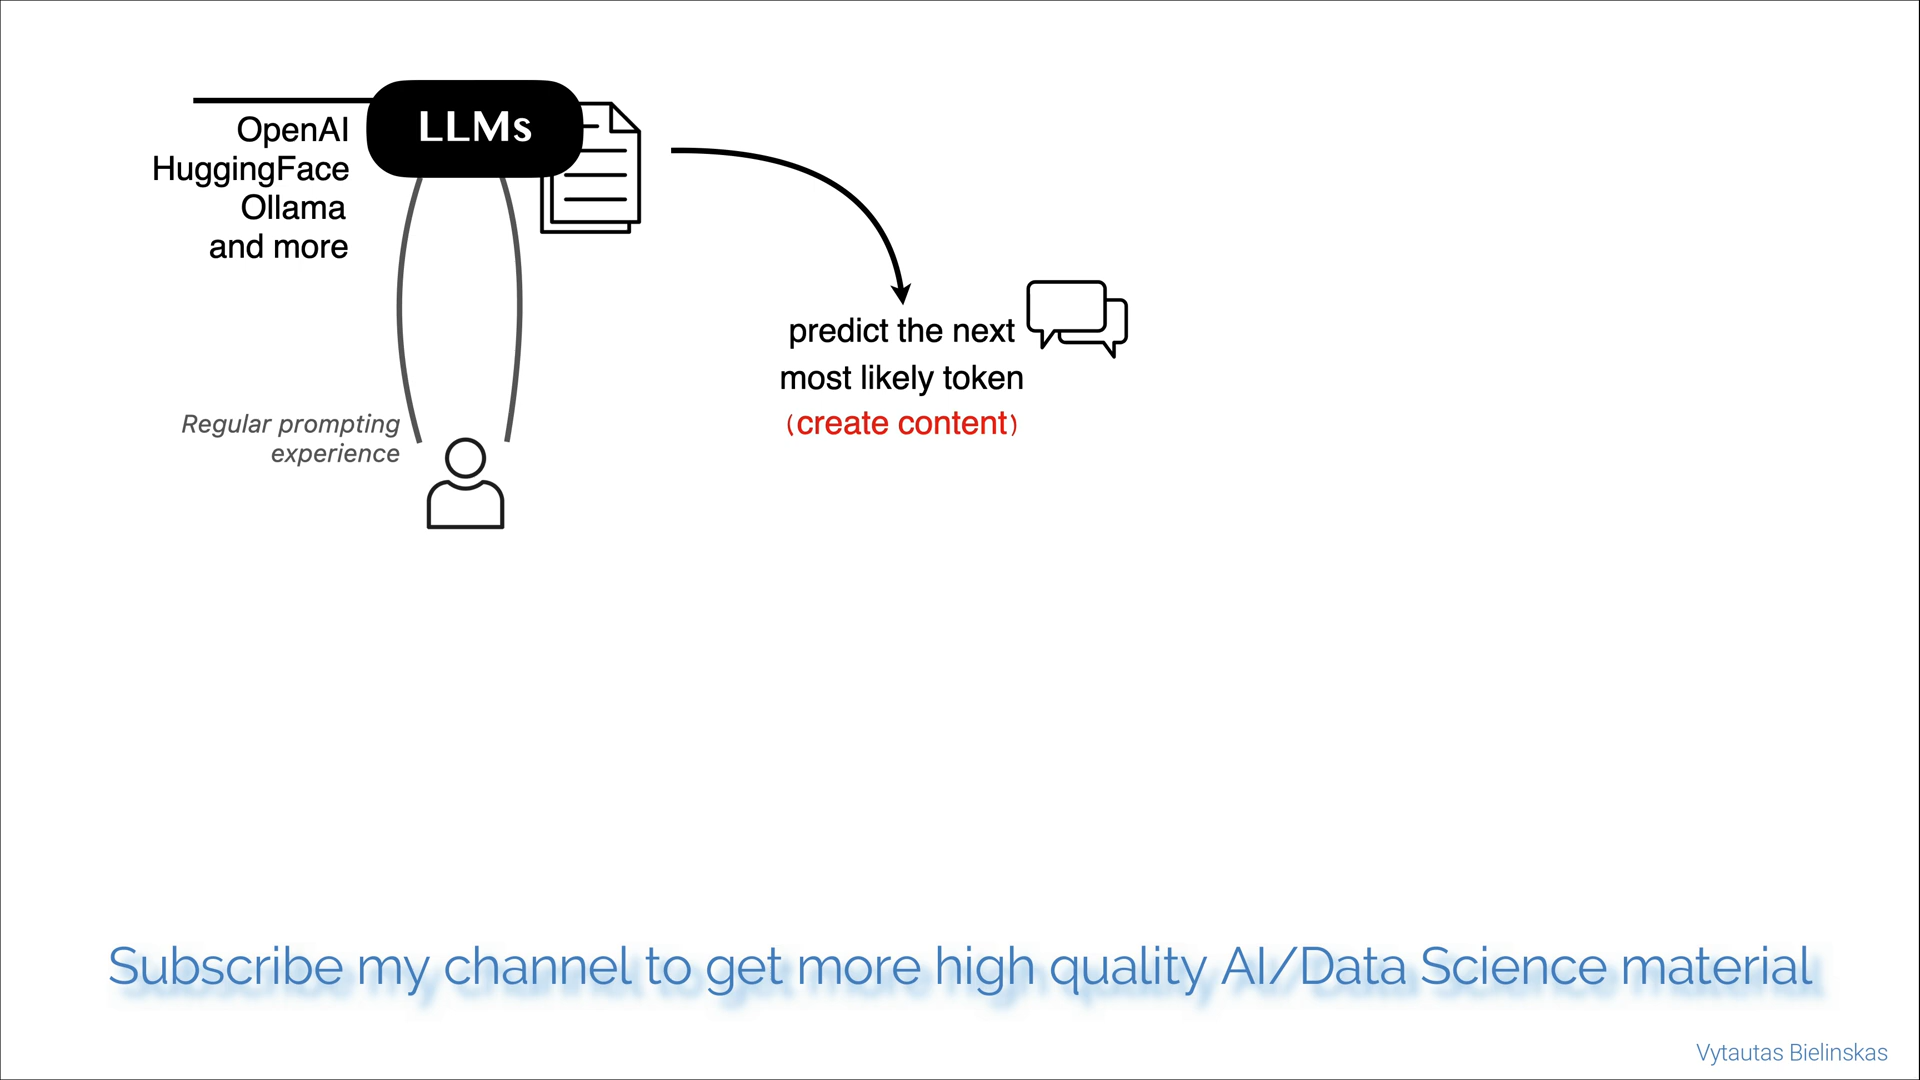 LLMs
OpenAI
HuggingFace
Ollama
and more
predict the next
most likely token
(create content)
Regular prompting
experience
Subscribe my channel to get more high quality AI/Data Science material
Vytautas Bielinskas